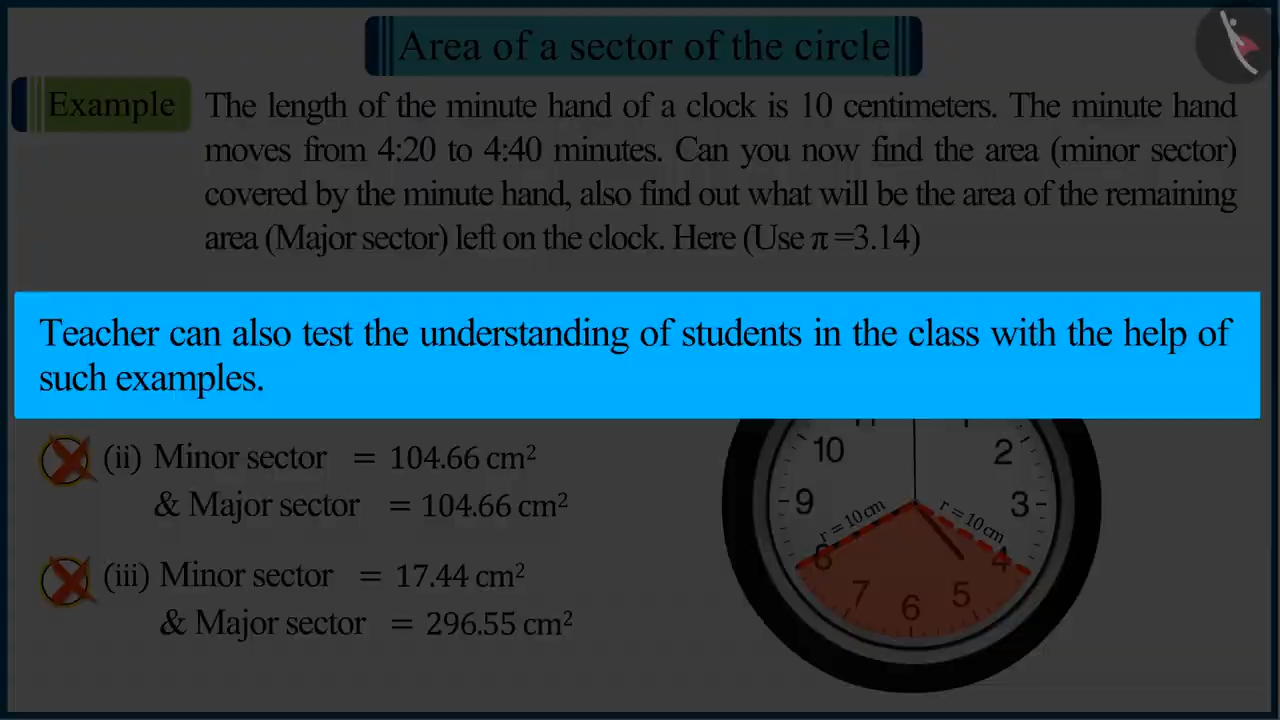 Area of a sector of the circle
Example
The length of the minute hand of a clock is 10 centimeters. The minute hand
moves from 4:20 to 4:40 minutes. Can you now find the area (minor sector)
covered by the minute hand, also find out what will be the area of the remaining
area (Major sector) left on the clock. Here (Use π =3.14)
Teacher can also test the understanding of students in the class with the help of
such examples.
(ii) Minor sector = 104.66 cm²
& Major sector = 104.66 cm²
(iii) Minor sector = 17.44 cm²
& Major sector = 296.55 cm²
10
2
9
3
r = 10 cm
r = 10 cm
8
4
7
5
6